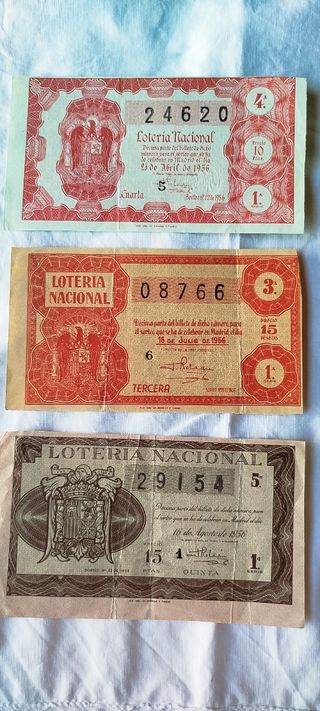 24620
4ª
Lotería Nacional
Décima parte del billete de dicho
número para el sorteo que se ha
de celebrar en Madrid el día
25 de Abril de 1956
Precio
10
Ptas.
5
Cuarta
1ª
08766
3ª
LOTERIA
NACIONAL
Décima parte del billete de dicho número, para
el sorteo que se ha de celebrar en Madrid, el día
16 de Julio de 1956
PRECIO
15
PESETAS
6
TERCERA
1ª
LOTERIA NACIONAL
29154
5ª
Décima parte del billete de dicho número, para
el sorteo que se ha de celebrar en Madrid el día
16 de Agosto de 1956
PRECIO
15
PTAS.
1
QUINTA
1ª
SERIE